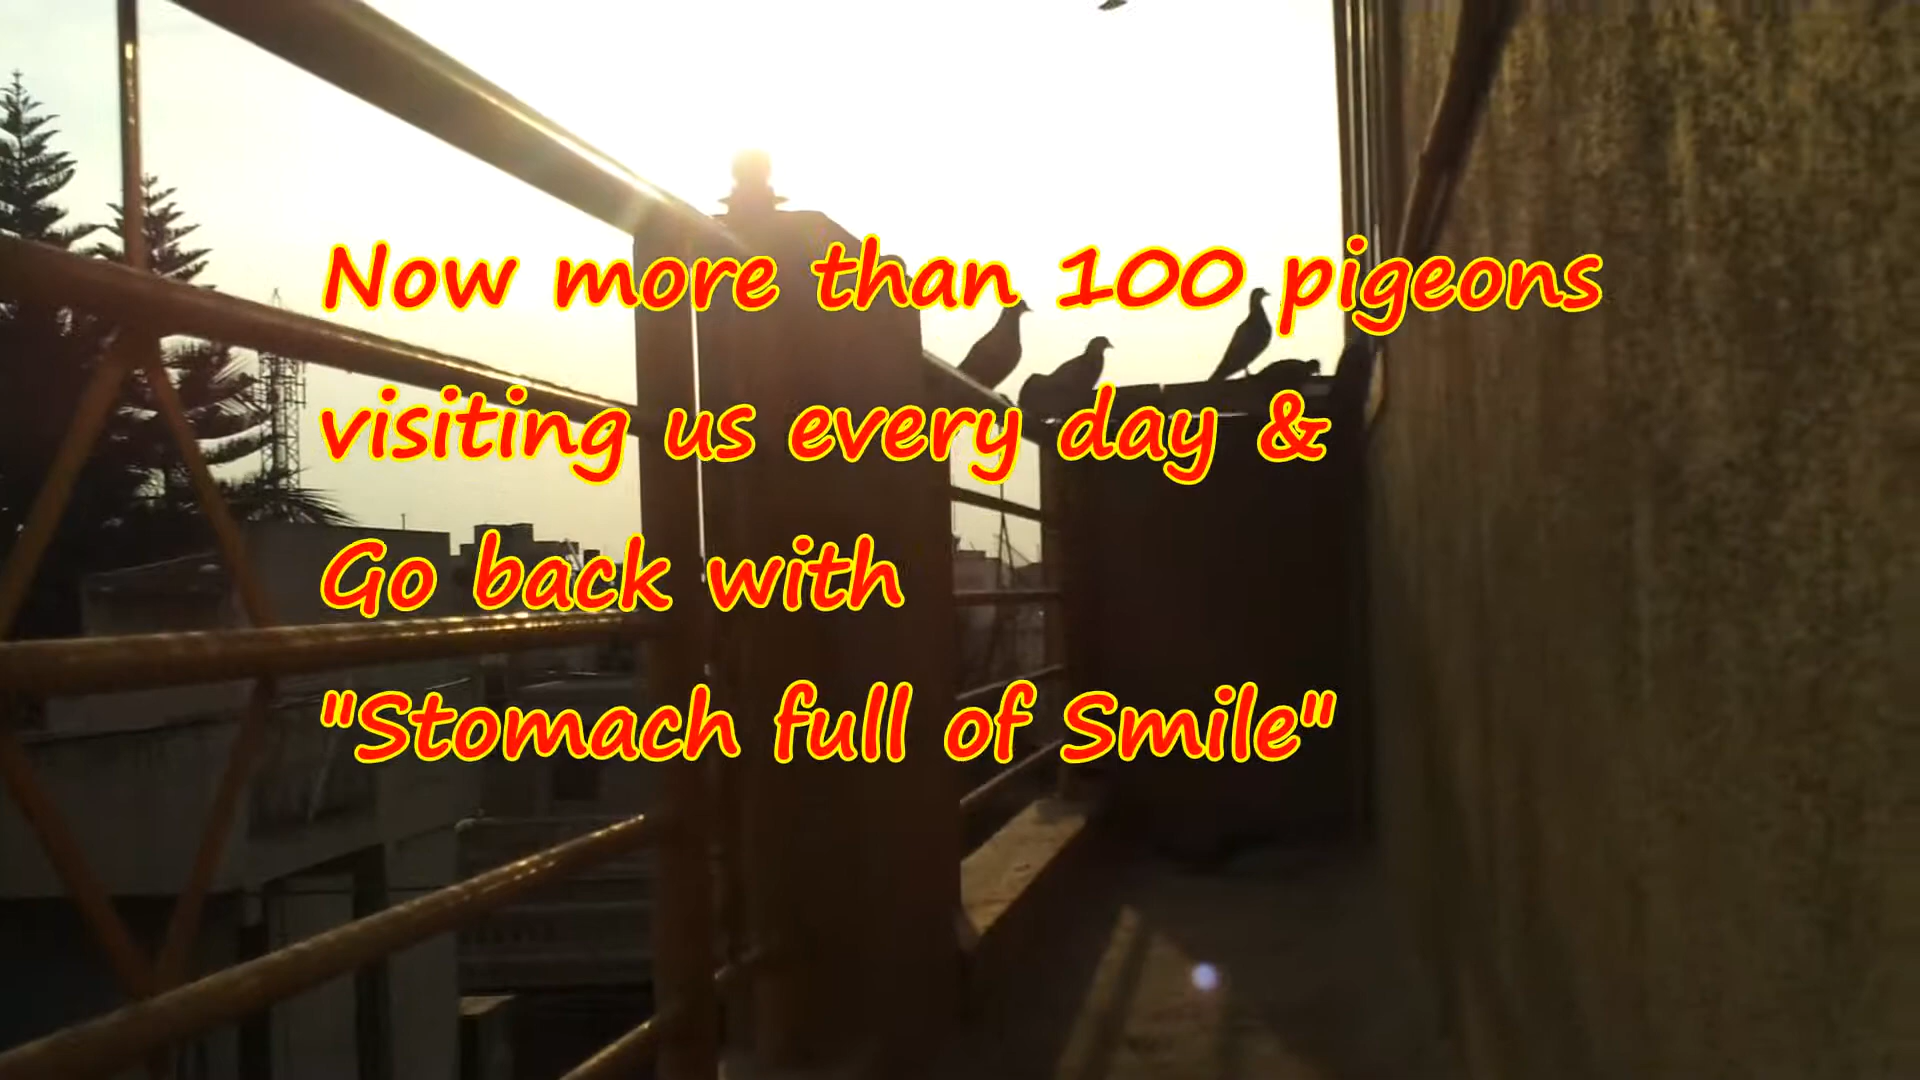 Now more than 100 pigeons
visiting us every day &
Go back with
"Stomach full of Smile"